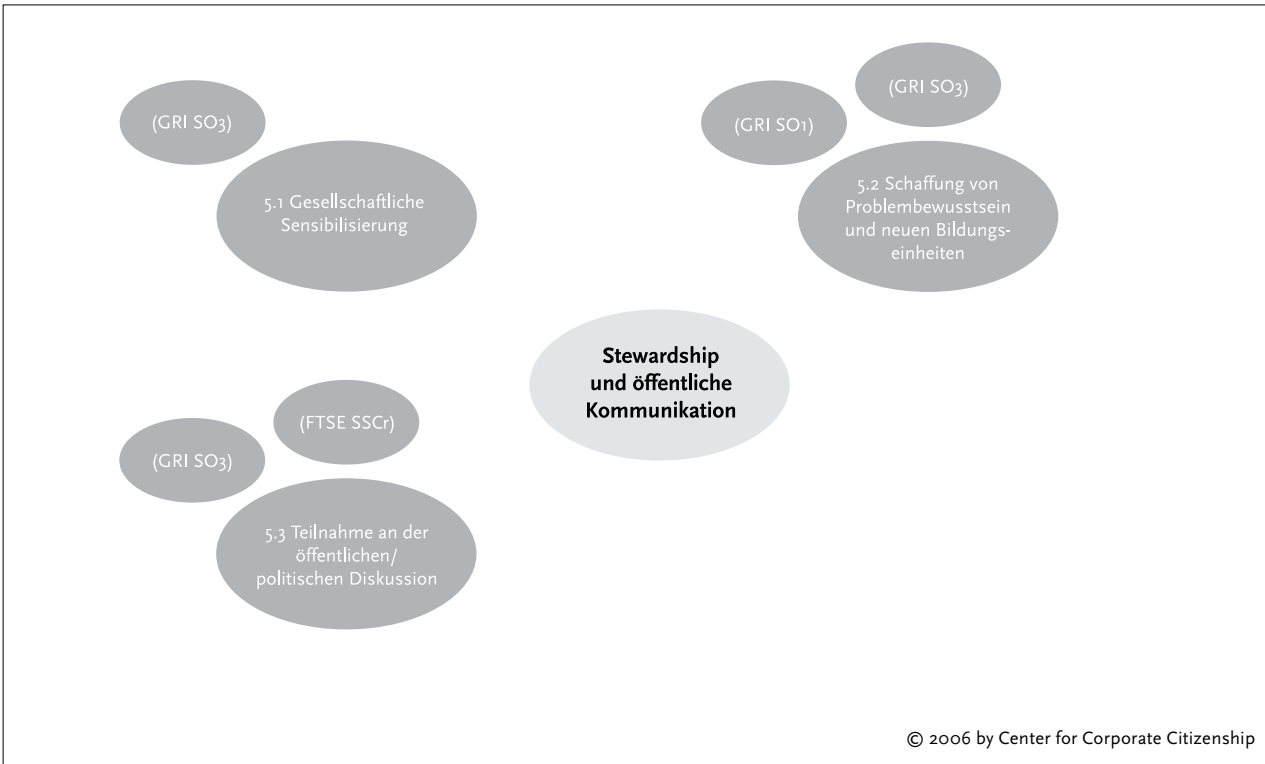 (GRI SO3)
5.1 Gesellschaftliche
Sensibilisierung
(GRI SO1)
(GRI SO3)
5.2 Schaffung von
Problembewusstsein
und neuen Bildungs-
einheiten
Stewardship
und öffentliche
Kommunikation
(GRI SO3)
(FTSE SSCr)
5.3 Teilnahme an der
öffentlichen/
politischen Diskussion
© 2006 by Center for Corporate Citizenship